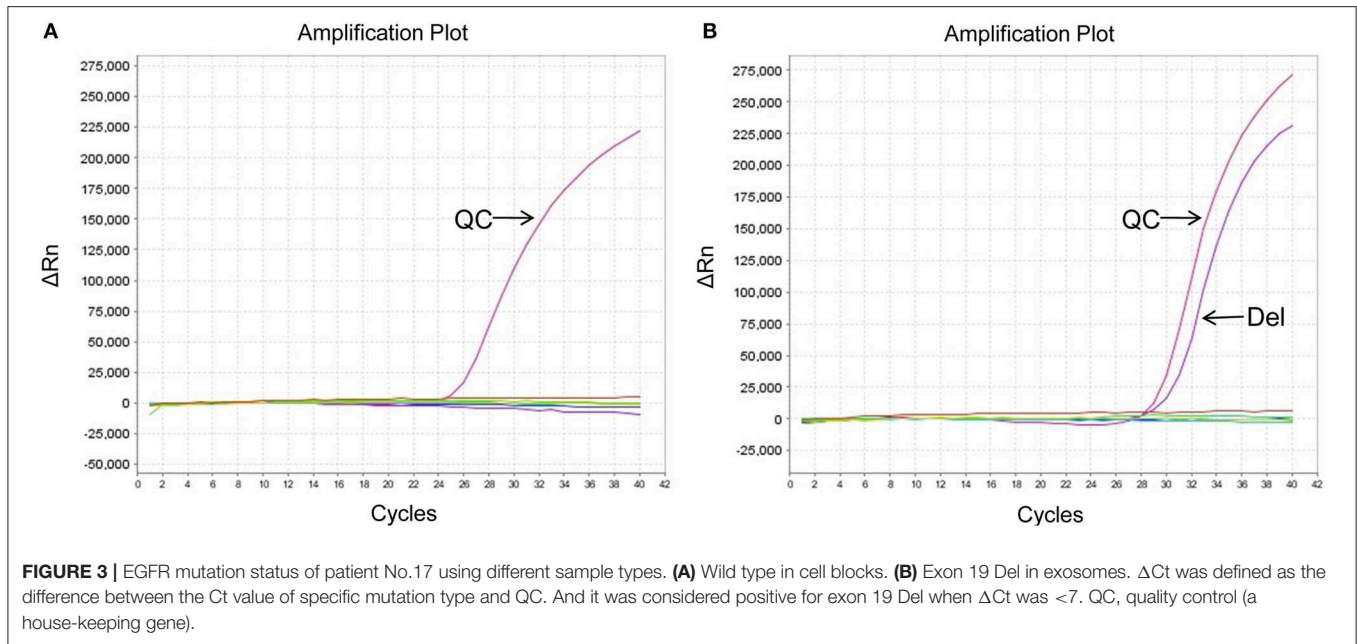 A
Amplification Plot
275,000
250,000
225,000
200,000
175,000
150,000
125,000
100,000
75,000
50,000
25,000
0
-25,000
-50,000
ΔRn
QC
0 2 4 6 8 10 12 14 16 18 20 22 24 26 28 30 32 34 36 38 40 42
Cycles
B
Amplification Plot
275,000
250,000
225,000
200,000
175,000
150,000
125,000
100,000
75,000
50,000
25,000
0
-25,000
ΔRn
QC
Del
0 2 4 6 8 10 12 14 16 18 20 22 24 26 28 30 32 34 36 38 40 42
Cycles
FIGURE 3 | EGFR mutation status of patient No.17 using different sample types. (A) Wild type in cell blocks. (B) Exon 19 Del in exosomes. ΔCt was defined as the
difference between the Ct value of specific mutation type and QC. And it was considered positive for exon 19 Del when ΔCt was <7. QC, quality control (a
house-keeping gene).